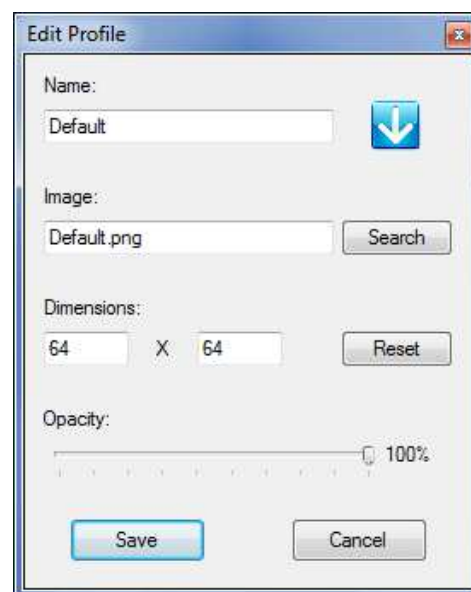 Edit Profile
Name:
Default
Image:
Default.png
Search
Dimensions:
64 X 64
Reset
Opacity:
100%
Save
Cancel